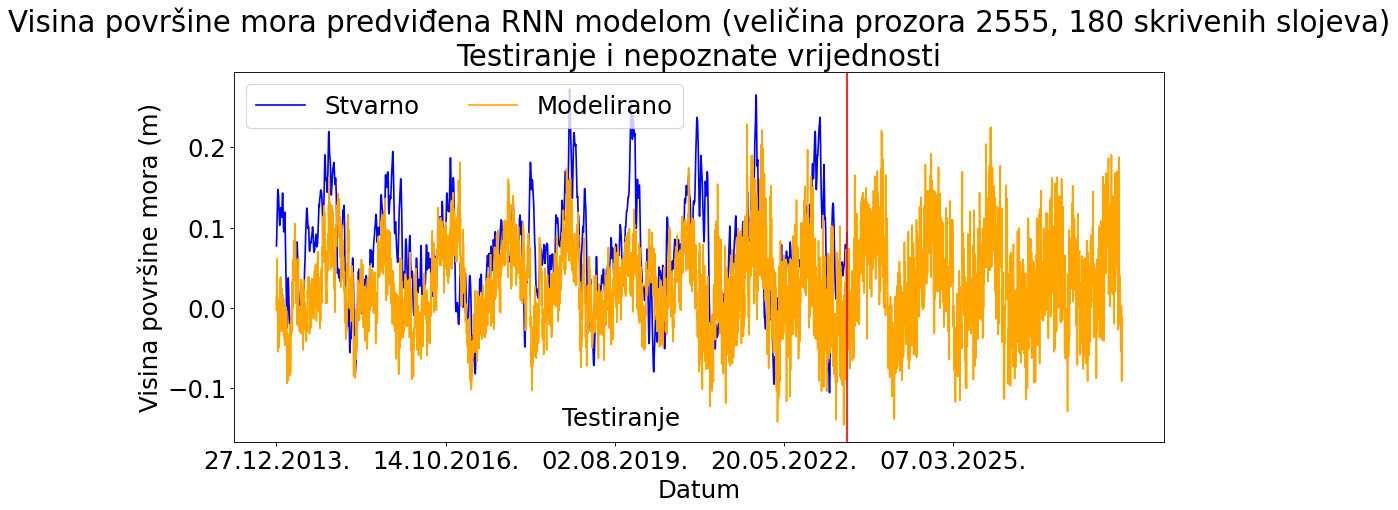 Visina površine mora predviđena RNN modelom (veličina prozora 2555, 180 skrivenih slojeva)
Testiranje i nepoznate vrijednosti
Stvarno
Modelirano
Visina površine mora (m)
0.2
0.1
0.0
−0.1
Testiranje
27.12.2013.
14.10.2016.
02.08.2019.
20.05.2022.
07.03.2025.
Datum